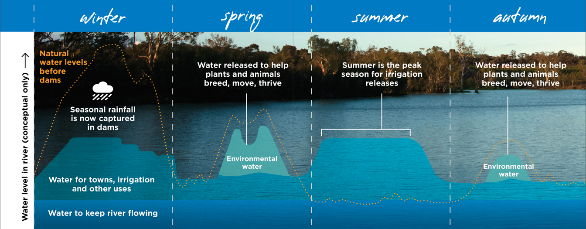 winter
spring
summer
autumn
Water level in river (conceptual only)
Natural
water levels
before
dams
Seasonal rainfall
is now captured
in dams
Water for towns, irrigation
and other uses
Water to keep river flowing
Water released to help
plants and animals
breed, move, thrive
Environmental
water
Summer is the peak
season for irrigation
releases
Water released to help
plants and animals
breed, move, thrive
Environmental
water